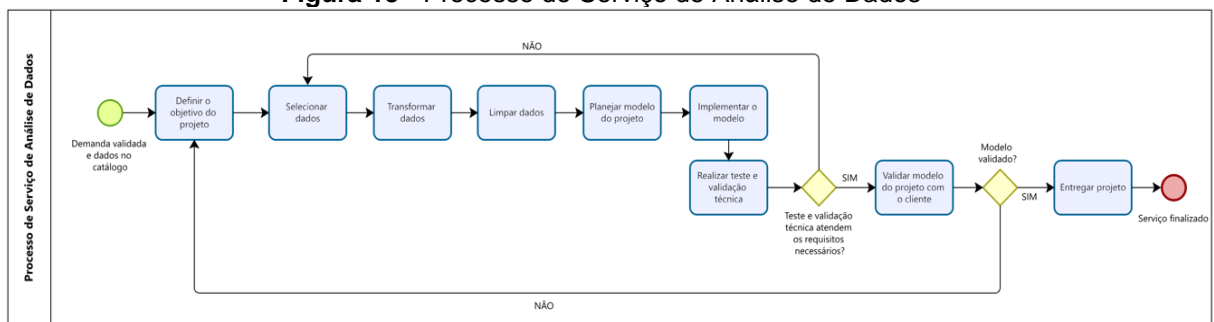 Figura 16 - Processo de Serviço de Análise de Dados
Processo de Serviço de Análise de Dados
NÃO
Demanda validada
e dados no
catálogo
Definir o
objetivo do
projeto
Selecionar
dados
Transformar
dados
Limpar dados
Planejar modelo
do projeto
Implementar o
modelo
Realizar teste e
validação
técnica
Teste e validação
técnica atendem
os requisitos
necessários?
SIM
Validar modelo
do projeto com
o cliente
Modelo
validado?
SIM
Entregar projeto
Serviço finalizado
NÃO